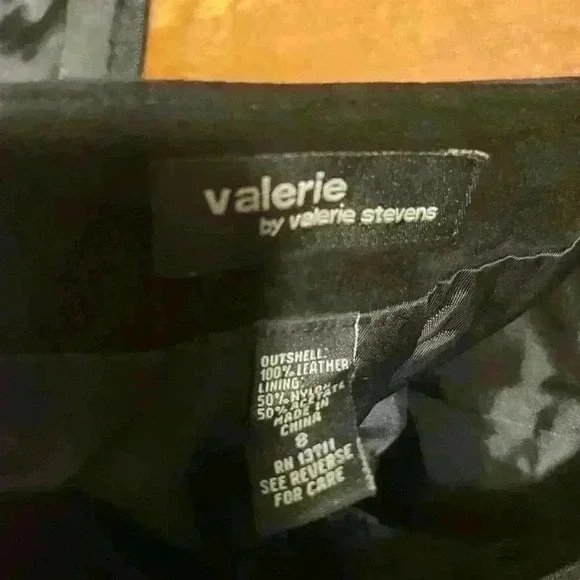 valerie
by valerie stevens
OUTSHELL:
100% LEATHER
LINING:
50% NYLON
50% ACETATE
MADE IN
CHINA
8
RN 13711
SEE REVERSE
FOR CARE